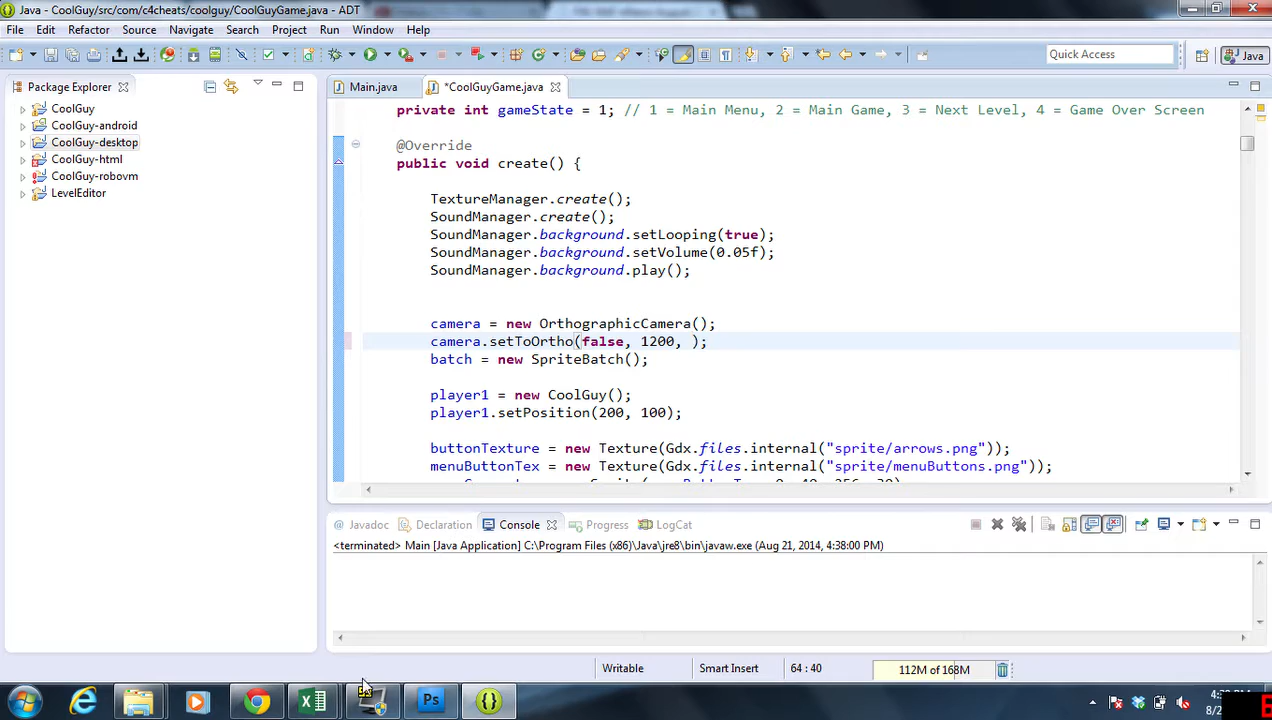 Java - CoolGuy/src/com/c4cheats/coolguy/CoolGuyGame.java - ADT
File Edit Refactor Source Navigate Search Project Run Window Help
Quick Access
Java
Package Explorer
Main.java
*CoolGuyGame.java
CoolGuy
CoolGuy-android
CoolGuy-desktop
CoolGuy-html
CoolGuy-robovm
LevelEditor
private int gameState = 1; // 1 = Main Menu, 2 = Main Game, 3 = Next Level, 4 = Game Over Screen
@Override
public void create() {
TextureManager.create();
SoundManager.create();
SoundManager.background.setLooping(true);
SoundManager.background.setVolume(0.05f);
SoundManager.background.play();
camera = new OrthographicCamera();
camera.setToOrtho(false, 1200, );
batch = new SpriteBatch();
player1 = new CoolGuy();
player1.setPosition(200, 100);
buttonTexture = new Texture(Gdx.files.internal("sprite/arrows.png"));
menuButtonTex = new Texture(Gdx.files.internal("sprite/menuButtons.png"));
Javadoc
Declaration
Console
Progress
LogCat
<terminated> Main [Java Application] C:\Program Files (x86)\Java\jre8\bin\javaw.exe (Aug 21, 2014, 4:38:00 PM)
Writable
Smart Insert
64 : 40
112M of 168M
Ps